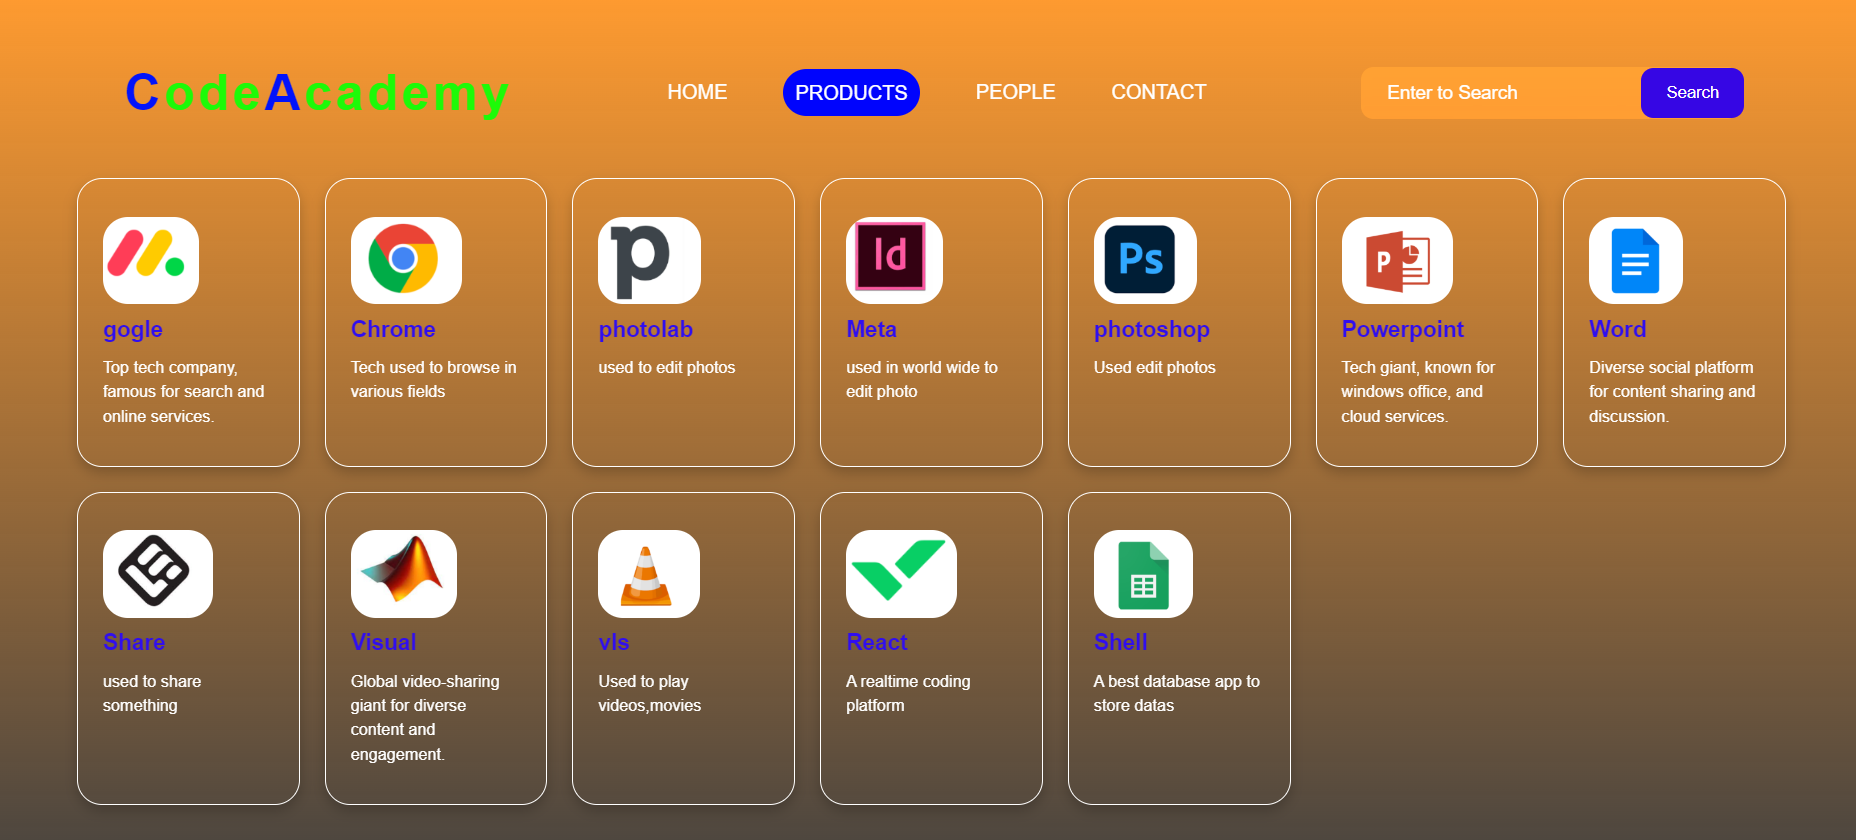 CodeAcademy
HOME
PRODUCTS
PEOPLE
CONTACT
Enter to Search
Search
gogle
Top tech company,
famous for search and
online services.
Chrome
Tech used to browse in
various fields
p
photolab
used to edit photos
Id
Meta
used in world wide to
edit photo
Ps
photoshop
Used edit photos
P
Powerpoint
Tech giant, known for
windows office, and
cloud services.
Word
Diverse social platform
for content sharing and
discussion.
Share
used to share
something
Visual
Global video-sharing
giant for diverse
content and
engagement.
vls
Used to play
videos,movies
React
A realtime coding
platform
Shell
A best database app to
store datas